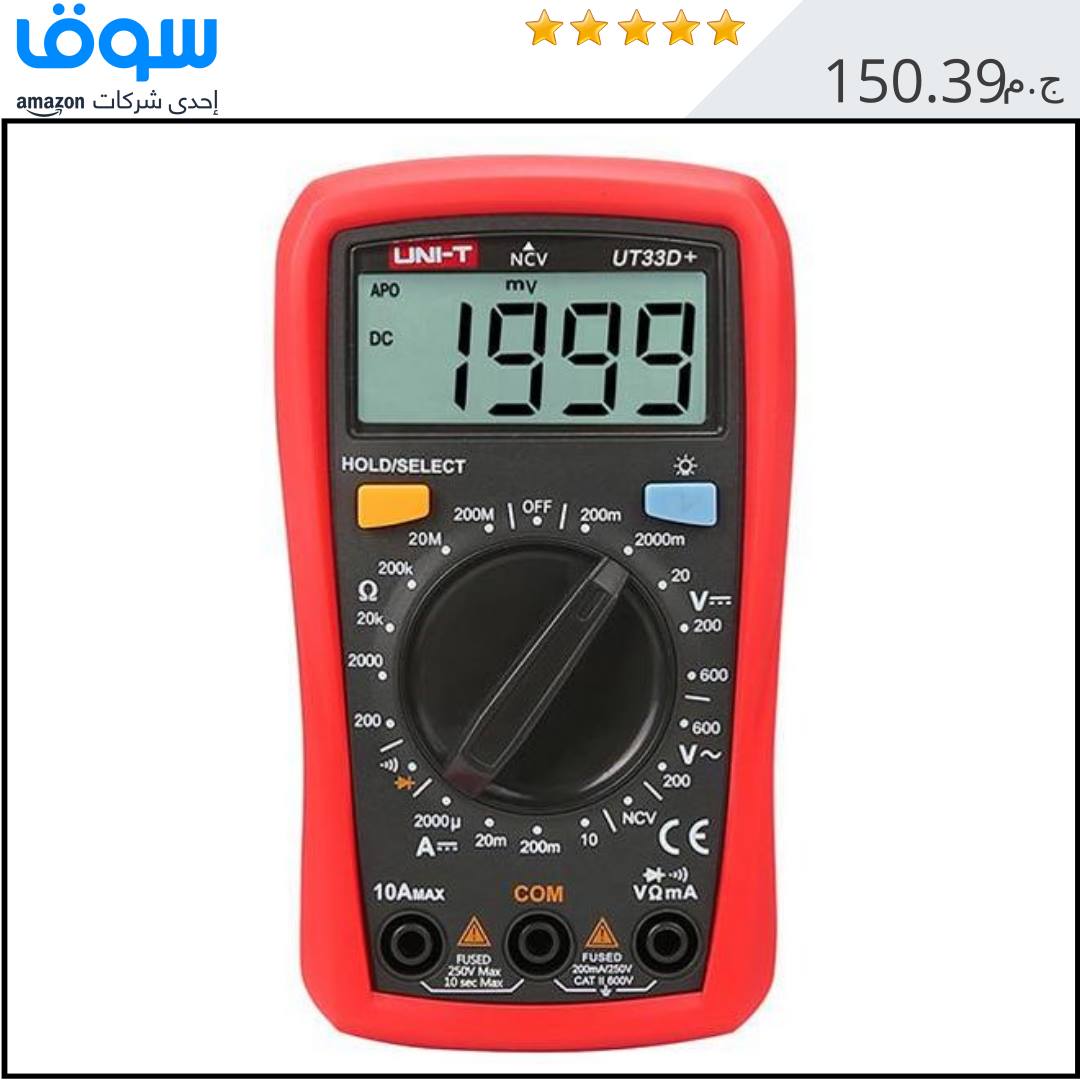 سوق
إحدى شركات amazon
150.39ج.م
UNI-T
NCV
UT33D+
APO
mV
DC
1999
HOLD/SELECT
200M
OFF
200m
20M
2000m
200k
20
Ω
V
20k
200
2000
600
200
600
V~
200
2000µ
NCV
A
20m
200m
10
CE
10AMAX
COM
VΩmA
FUSED
250V Max
10 sec Max
FUSED
200mA/250V
CAT II 600V